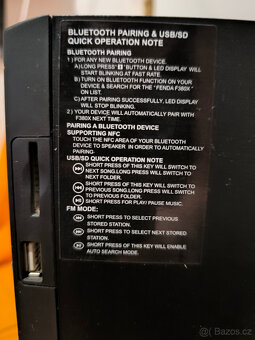 BLUETOOTH PAIRING & USB/SD
QUICK OPERATION NOTE
BLUETOOTH PAIRING
1) FOR ANY NEW BLUETOOTH DEVICE.
A)LONG PRESS" "BUTTON & LED DISPLAY WILL
START BLINKING AT FAST RATE.
B) TURN ON BLUETOOTH FUNCTION ON YOUR
DEVICE & SEARCH FOR THE "FENDA F380X"
ON LIST.
C) AFTER PAIRING SUCCESSFULLY, LED DISPLAY
WILL STOP BLINKING.
2) YOUR DEVICE WILL AUTOMATICALLY PAIR WITH
F380X NEXT TIME.
PAIRING A BLUETOOTH DEVICE
SUPPORTING NFC
TOUCH THE NFC AREA OF YOUR BLUETOOTH
DEVICE TO SPEAKER IN ORDER TO AUTOMATICALLY
PAIRING.
USB/SD QUICK OPERATION NOTE
SHORT PRESS OF THIS KEY WILL SWITCH TO
NEXT SONG.LONG PRESS WILL SWITCH TO
NEXT FOLDER.
SHORT PRESS OF THIS KEY WILL SWITCH TO
PREVIOUS SONG.LONG PRESS WILL SWITCH
TO PREVIOUS FOLDER.
SHORT PRESS FOR PLAY/ PAUSE MUSIC.
FM MODE:
SHORT PRESS TO SELECT PREVIOUS
STORED STATION.
SHORT PRESS TO SELECT NEXT STORED
STATION.
SHORT PRESS OF THIS KEY WILL ENABLE
AUTO SEARCH MODE.
Bazoš.cz